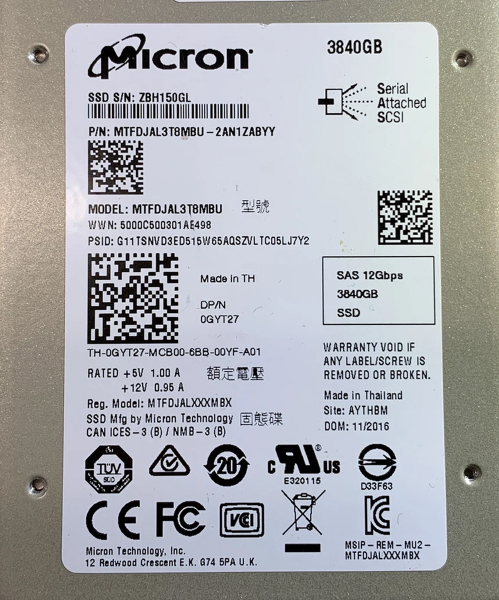 Micron®
3840GB
SSD S/N: ZBH150GL
Serial
Attached
SCSI
P/N: MTFDJAL3T8MBU-2AN1ZABYY
MODEL: MTFDJAL3T8MBU 型號
WWN: 5000C500301AE498
PSID: G11TSNVD3ED515W65AQSZVLTC05LJ7Y2
Made in TH
DP/N
0GYT27
SAS 12Gbps
3840GB
SSD
TH-0GYT27-MCB00-6BB-00YF-A01
RATED +5V 1.00 A 額定電壓
+12V 0.95 A
WARRANTY VOID IF
ANY LABEL/SCREW IS
REMOVED OR BROKEN.
Reg. Model: MTFDJALXXXMBX
SSD Mfg by Micron Technology 固態碟
CAN ICES-3 (B) / NMB-3 (B)
Made in Thailand
Site: AYTHBM
DOM: 11/2016
TÜV
20
c RU US
E320115
D33F63
CE FC VCI
MSIP-REM-MU2-
MTFDJALXXXMBX
Micron Technology, Inc.
12 Redwood Crescent E.K. G74 5PA U.K.